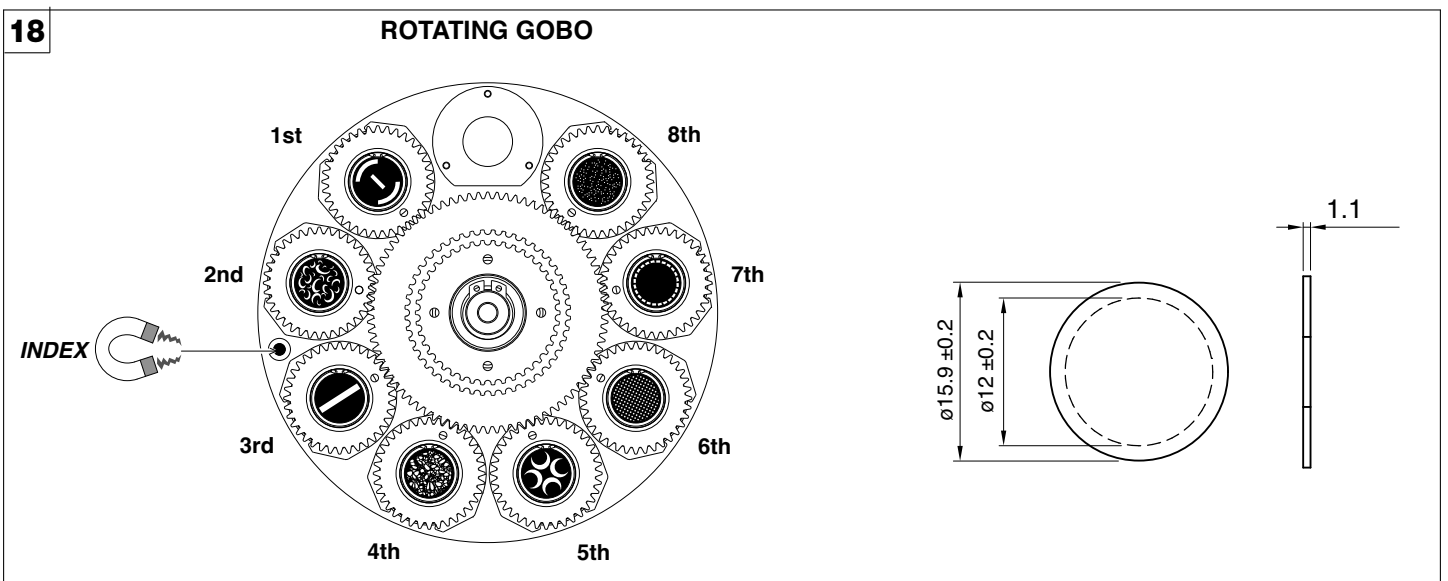 18
ROTATING GOBO
1st
8th
2nd
7th
INDEX
3rd
6th
4th
5th
1.1
ø15.9 ±0.2
ø12 ±0.2